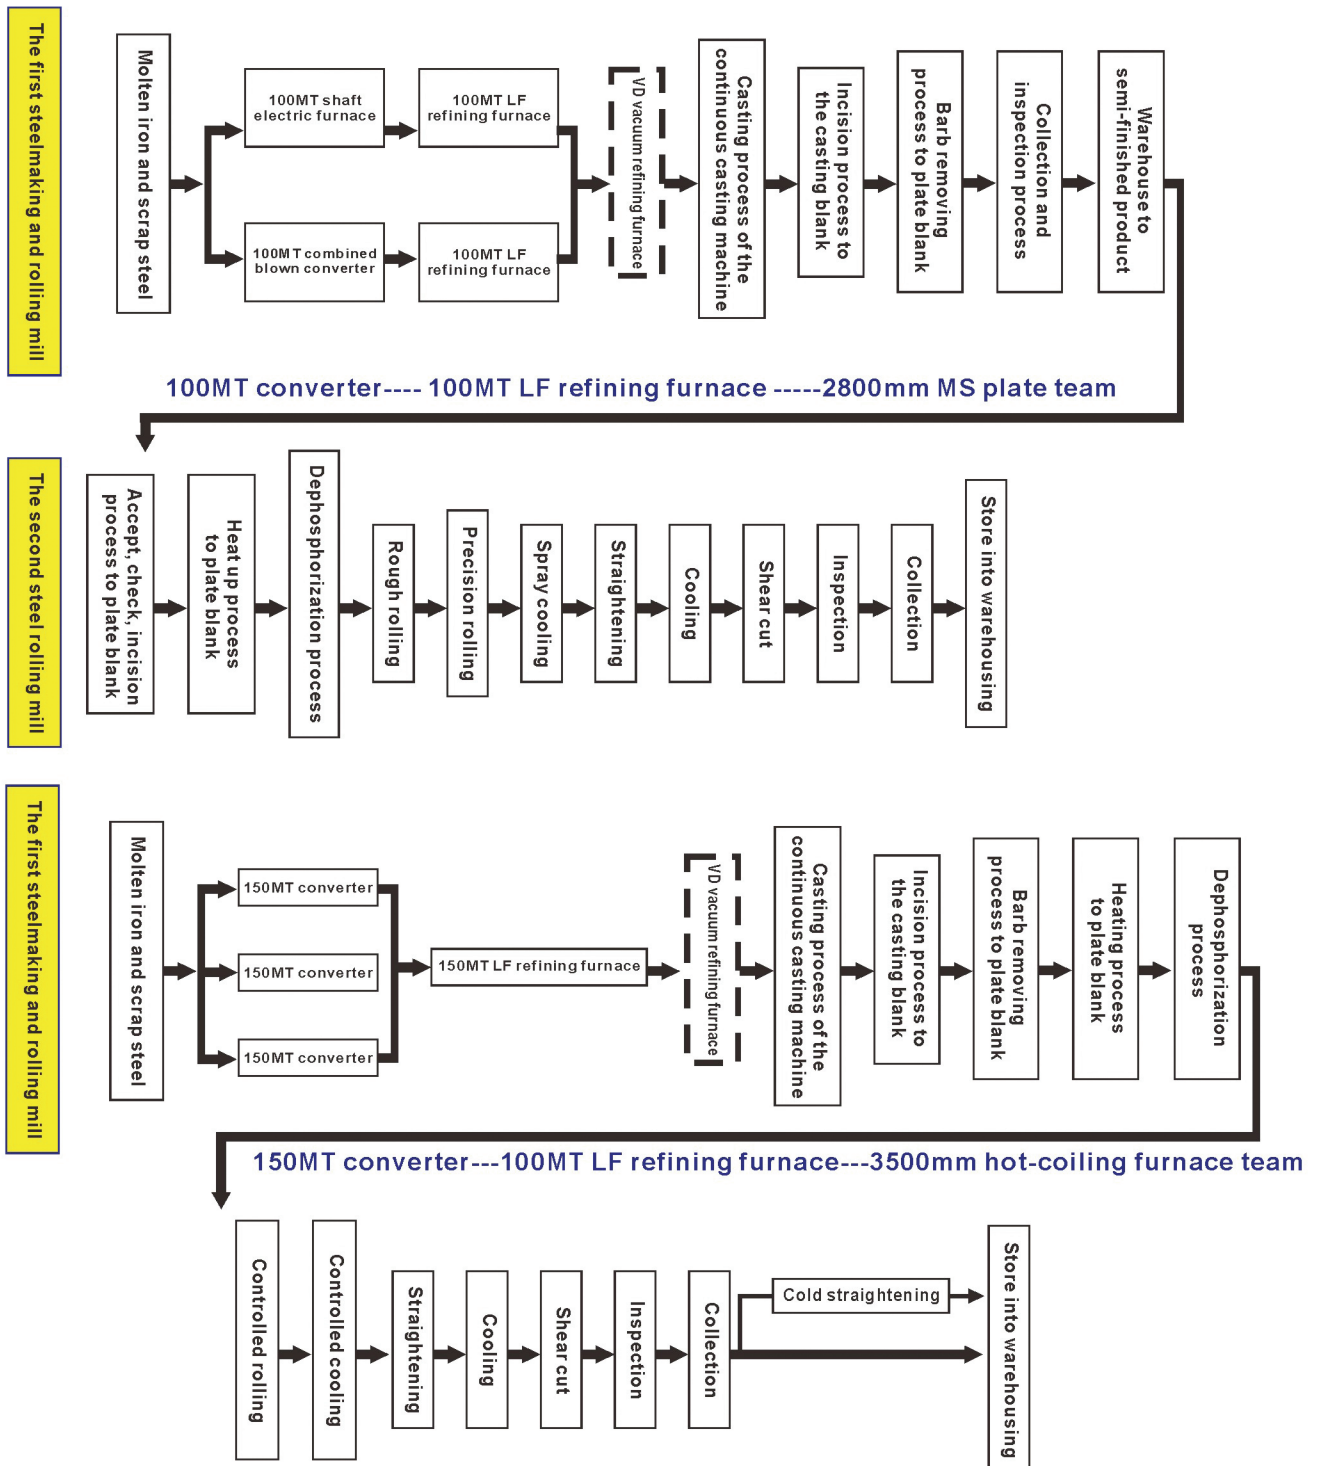 The first steelmaking and rolling mill
Molten iron and scrap steel
100MT shaft
electric furnace
100MT LF
refining furnace
100MT combined
blown converter
100MT LF
refining furnace
VD vacuum refining furnace
Casting process of the
continuous casting machine
Incision process to
the casting blank
Barb removing
process to plate blank
Collection and
inspection process
Warehouse to
semi-finished product
100MT converter---- 100MT LF refining furnace -----2800mm MS plate team
The second steel rolling mill
Accept, check, incision
process to plate blank
Heat up process
to plate blank
Dephosphorization process
Rough rolling
Precision rolling
Spray cooling
Straightening
Cooling
Shear cut
Inspection
Collection
Store into warehousing
The first steelmaking and rolling mill
Molten iron and scrap steel
150MT converter
150MT converter
150MT converter
150MT LF refining furnace
VD vacuum refining furnace
Casting process of the
continuous casting machine
Incision process to
the casting blank
Barb removing
process to plate blank
Heating process
to plate blank
Dephosphorization
process
150MT converter---100MT LF refining furnace---3500mm hot-coiling furnace team
Controlled rolling
Controlled cooling
Straightening
Cooling
Shear cut
Inspection
Collection
Cold straightening
Store into warehousing